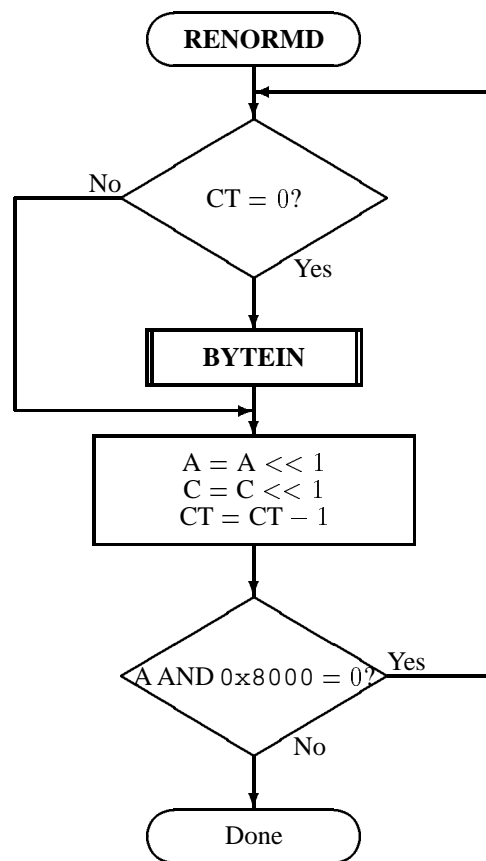 RENORMD
CT = 0?
No
Yes
BYTEIN
A = A << 1
C = C << 1
CT = CT − 1
A AND 0x8000 = 0?
Yes
No
Done